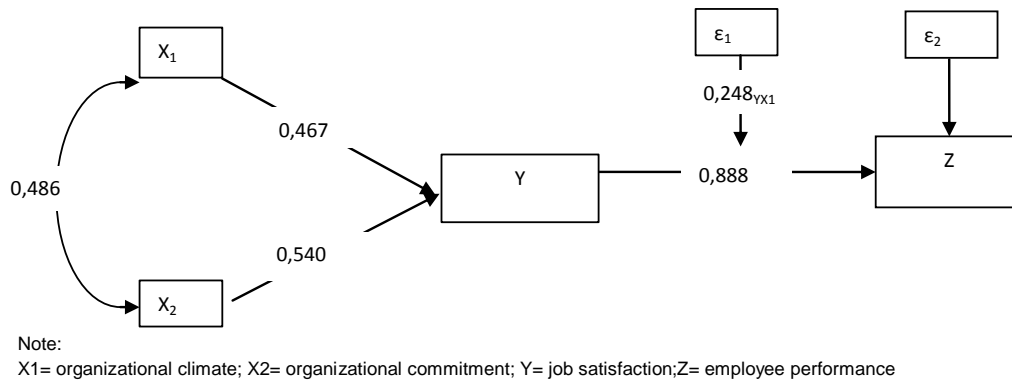 X1
ε1
ε2
0,248YX1
0,467
Y
Z
0,486
0,888
0,540
X2
Note:
X1= organizational climate; X2= organizational commitment; Y= job satisfaction;Z= employee performance